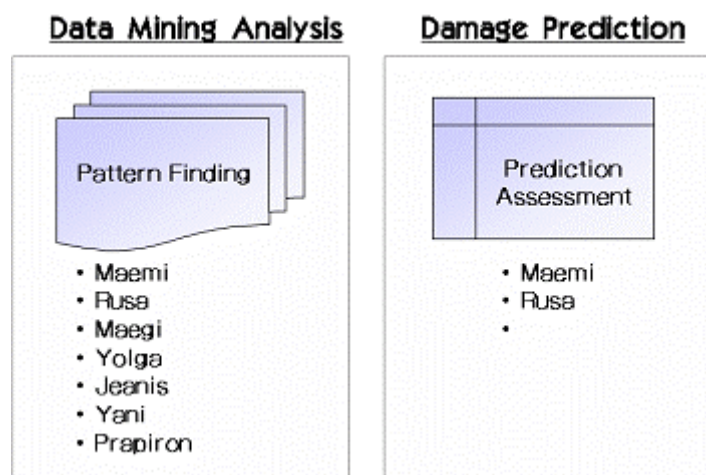 Data Mining Analysis
Pattern Finding
• Maemi
• Rusa
• Maegi
• Yolga
• Jeanis
• Yani
• Prapiron
Damage Prediction
Prediction
Assessment
• Maemi
• Rusa
•